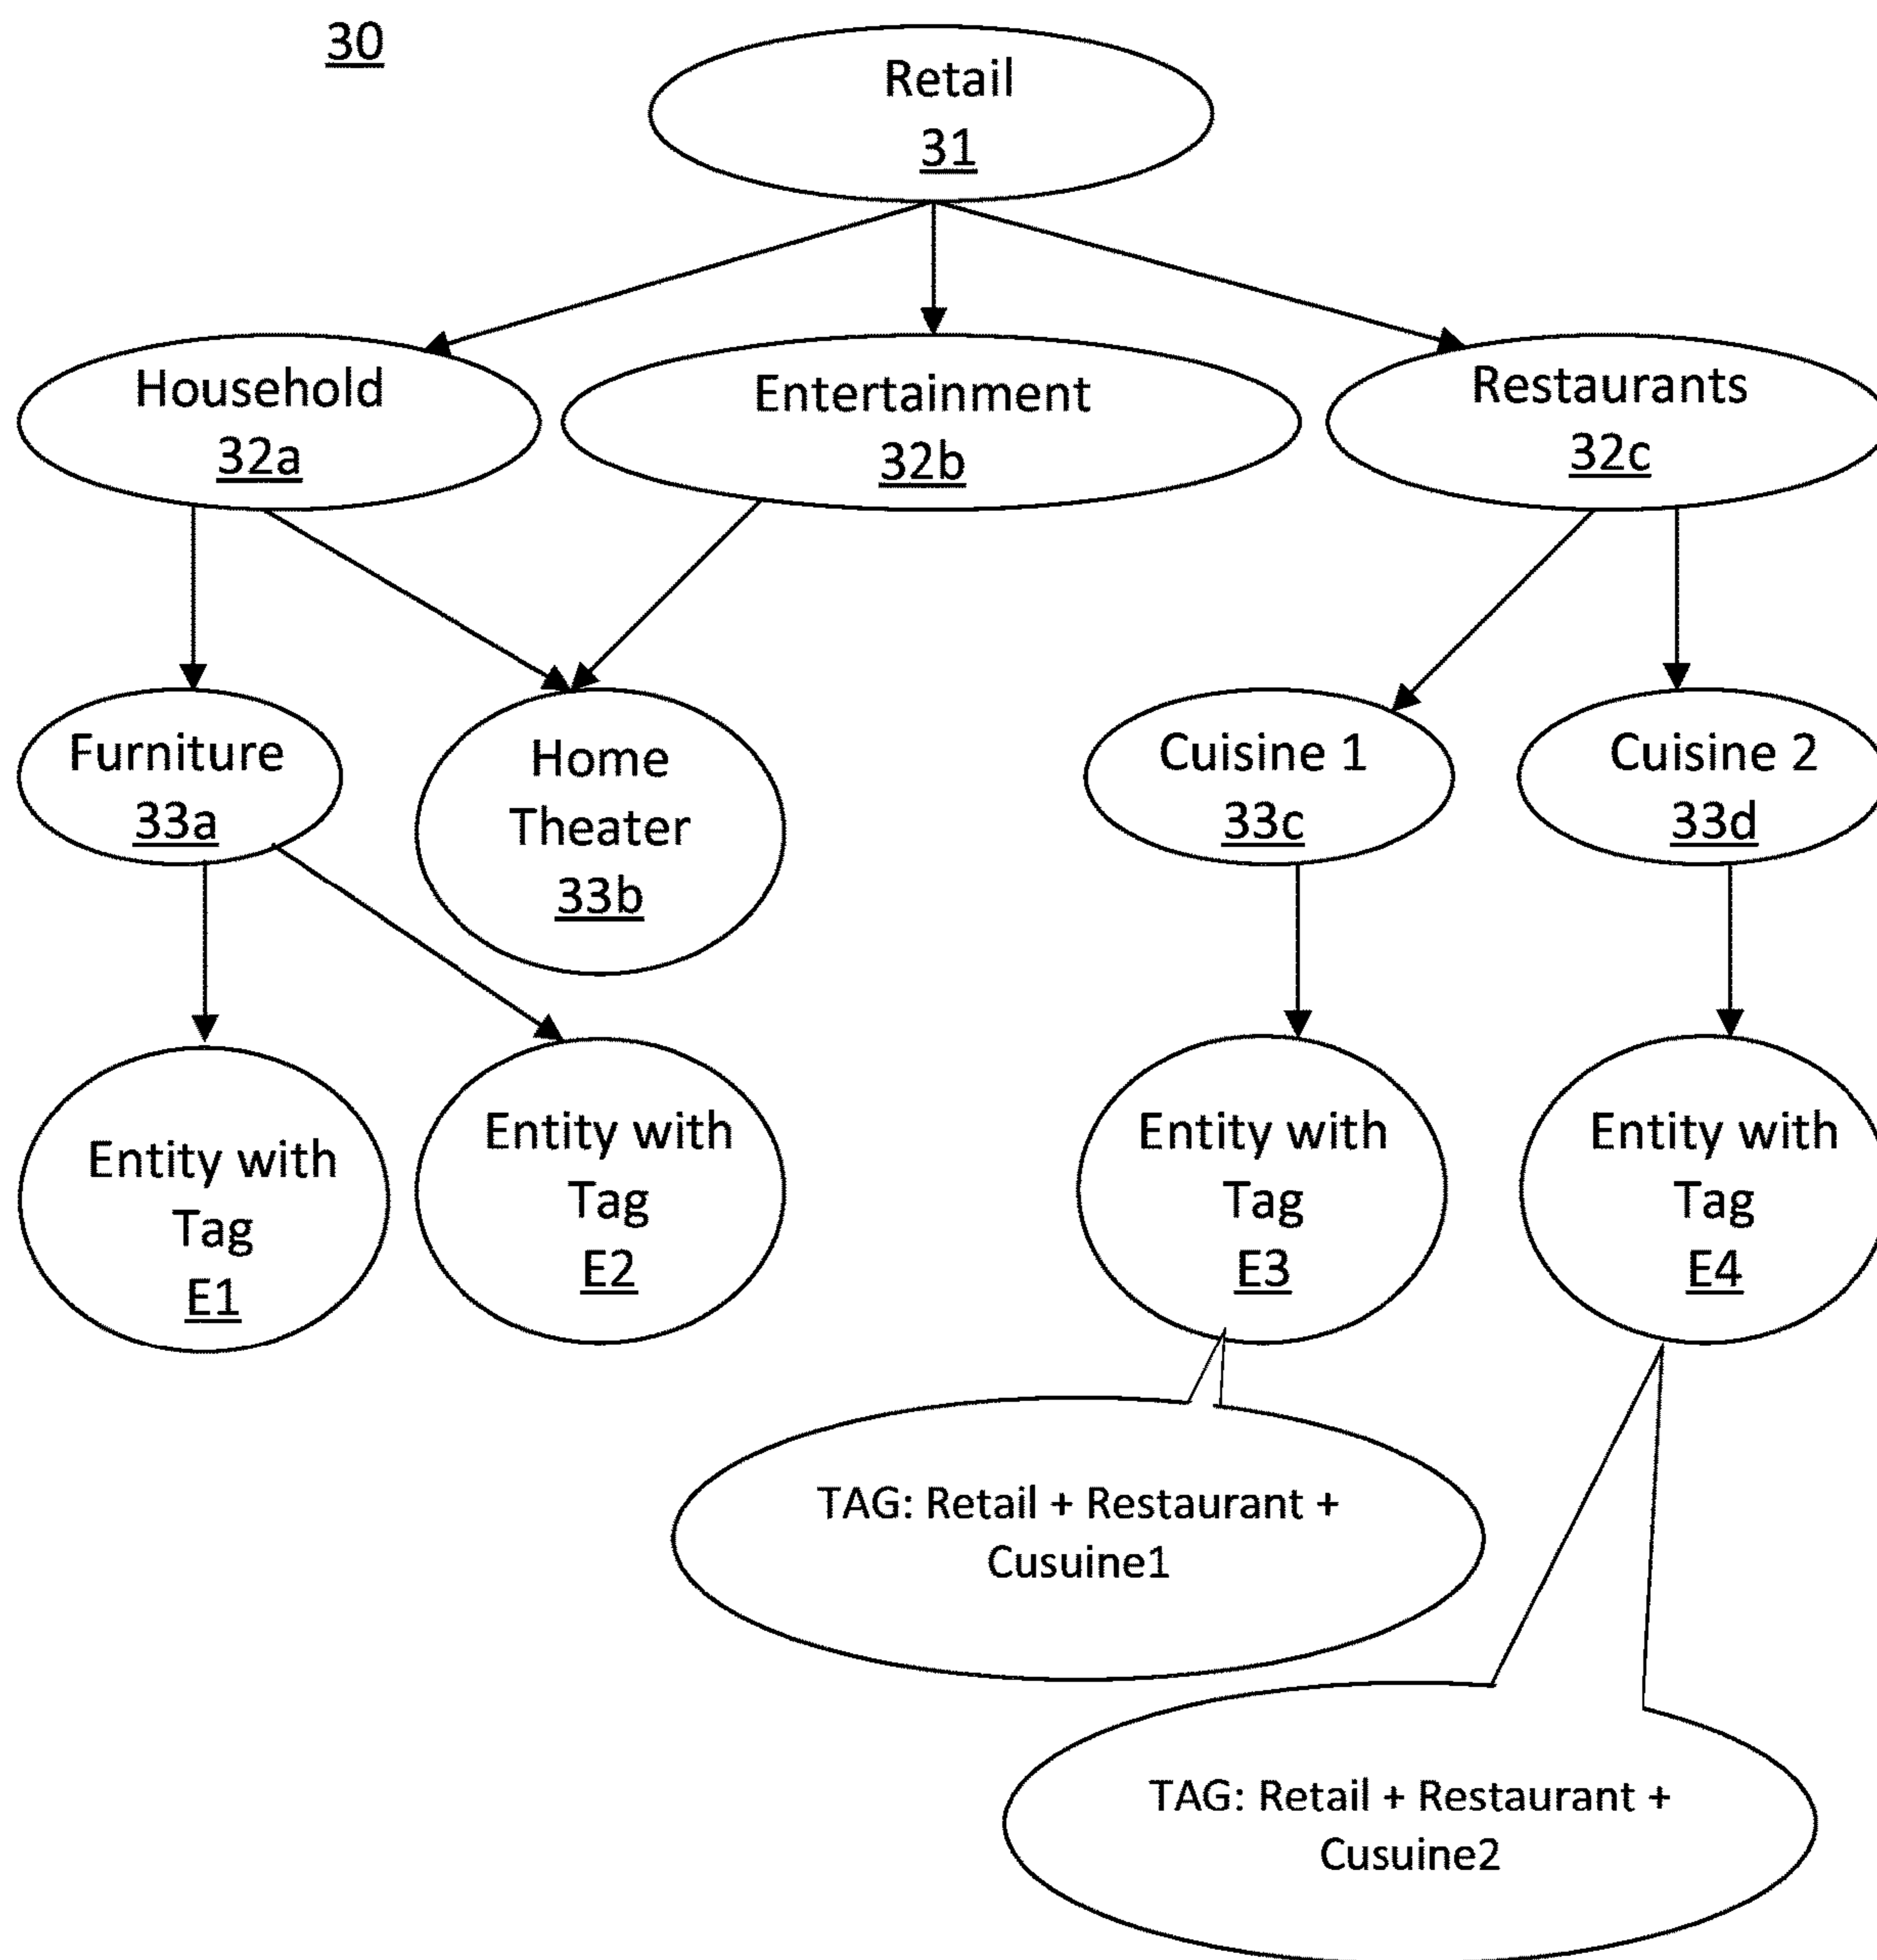 30
Retail
31
Household
32a
Entertainment
32b
Restaurants
32c
Furniture
33a
Home
Theater
33b
Cuisine 1
33c
Cuisine 2
33d
Entity with
Tag
E1
Entity with
Tag
E2
Entity with
Tag
E3
Entity with
Tag
E4
TAG: Retail + Restaurant +
Cusuine1
TAG: Retail + Restaurant +
Cusuine2